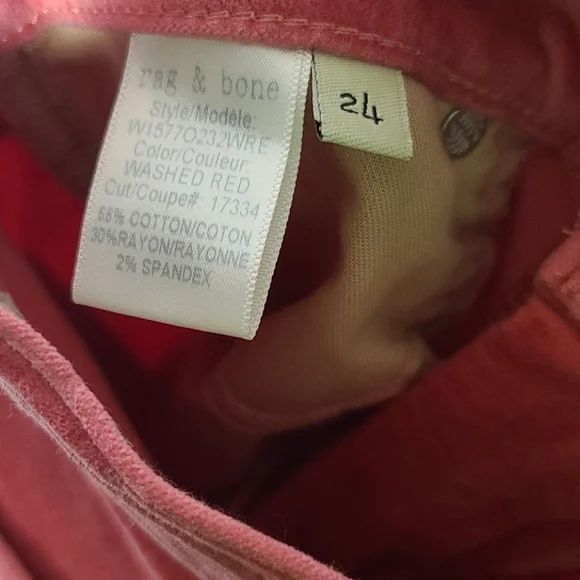 rag & bone
Style/Modèle:
W1577O232WRE
Color/Couleur:
WASHED RED
Cut/Coupe#: 17334
68% COTTON/COTON
30%RAYON/RAYONNE
2% SPANDEX
24